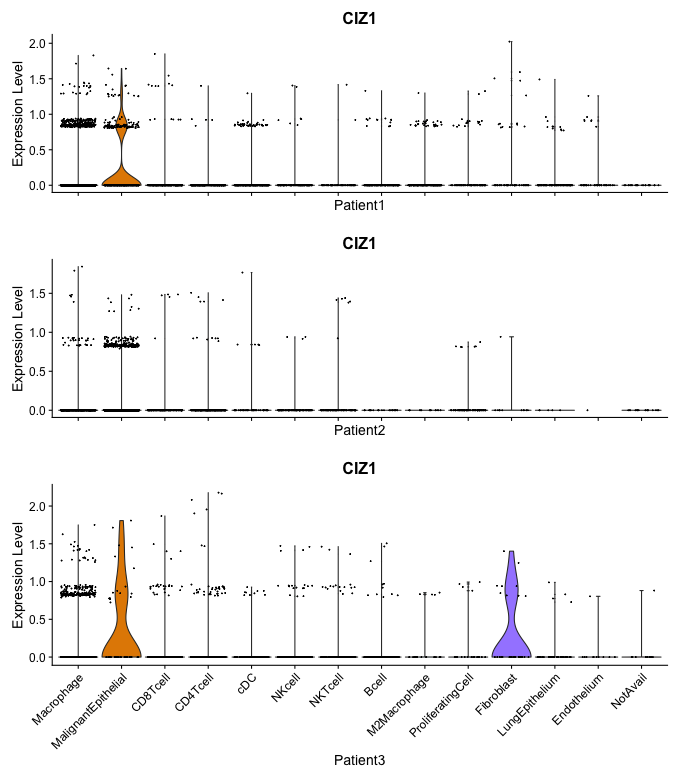 CIZ1
Expression Level
2.0
1.5
1.0
0.5
0.0
Patient1
CIZ1
Expression Level
1.5
1.0
0.5
0.0
Patient2
CIZ1
Expression Level
2.0
1.5
1.0
0.5
0.0
Macrophage
MalignantEpithelial
CD8Tcell
CD4Tcell
cDC
NKcell
NKTcell
Bcell
M2Macrophage
ProliferatingCell
Fibroblast
LungEpithelium
Endothelium
NotAvail
Patient3